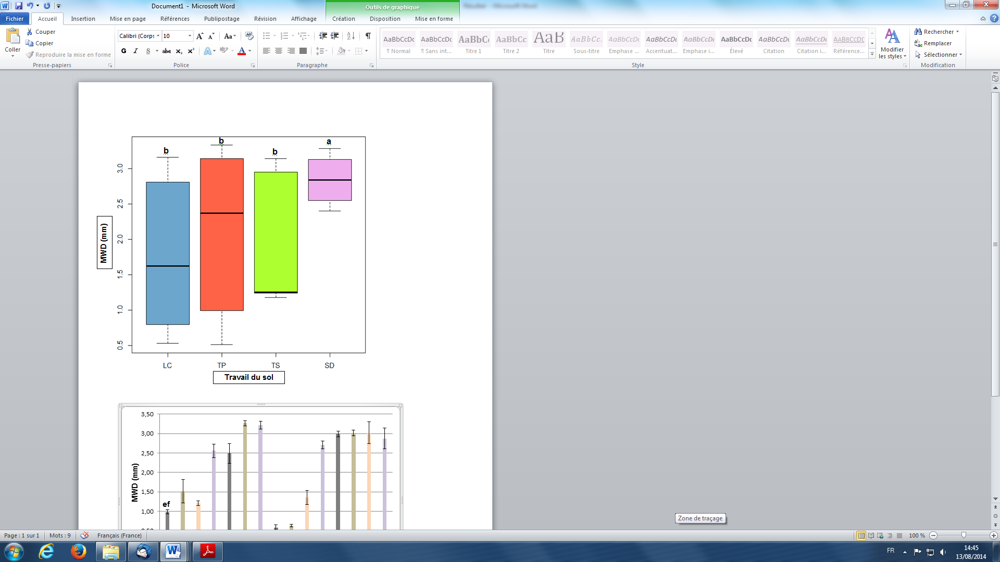 Document1 - Microsoft Word
Outils de graphique
Fichier Accueil Insertion Mise en page Références Publipostage Révision Affichage Création Disposition Mise en forme
Coller
Couper
Copier
Reproduire la mise en forme
Presse-papiers
Calibri (Corps 10
G I S abc x₂ x²
Police
Paragraphe
AaBbCcDc AaBbCcDc AaBbCc AaBbCc AaB AaBbCc. AaBbCcDc AaBbCcDc AaBbCcDc AaBbCcDc AaBbCcDc AaBbCcDc AaBbCcDc
¶ Normal ¶ Sans int... Titre 1 Titre 2 Titre Sous-titre Emphase ... Accentuat... Emphase i... Élevé Citation Citation i... Référence...
Style
Modifier
les styles
Rechercher
Remplacer
Sélectionner
Modification
b b b a
3.0
2.5
2.0
1.5
1.0
0.5
MWD (mm)
LC TP TS SD
Travail du sol
3,50
3,00
2,50
2,00
1,50
1,00
MWD (mm)
ef
Zone de traçage
Page : 1 sur 1 Mots : 9 Français (France) 100 %
FR 14:45
13/08/2014